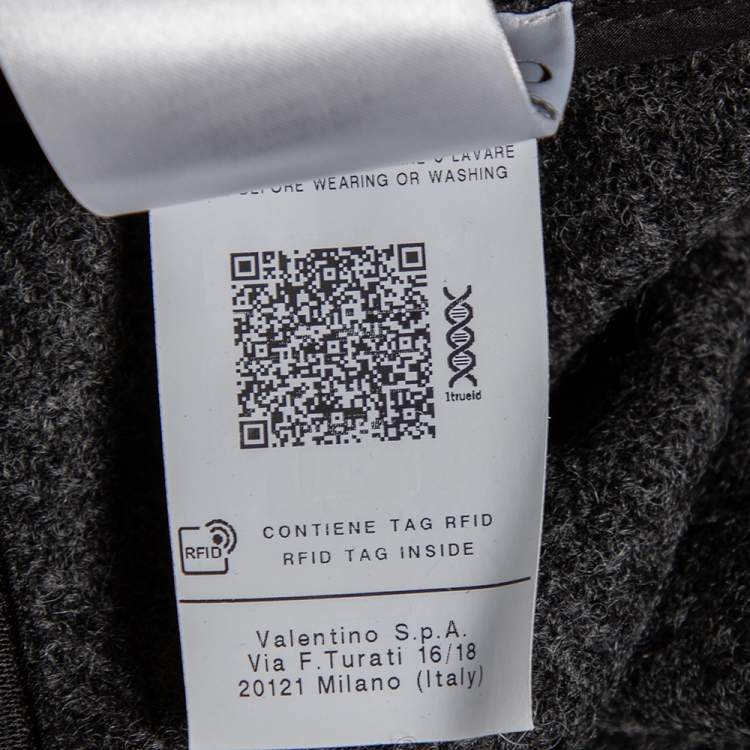 O LAVARE
BEFORE WEARING OR WASHING
1trueid
RFID
CONTIENE TAG RFID
RFID TAG INSIDE
Valentino S.p.A.
Via F.Turati 16/18
20121 Milano (Italy)